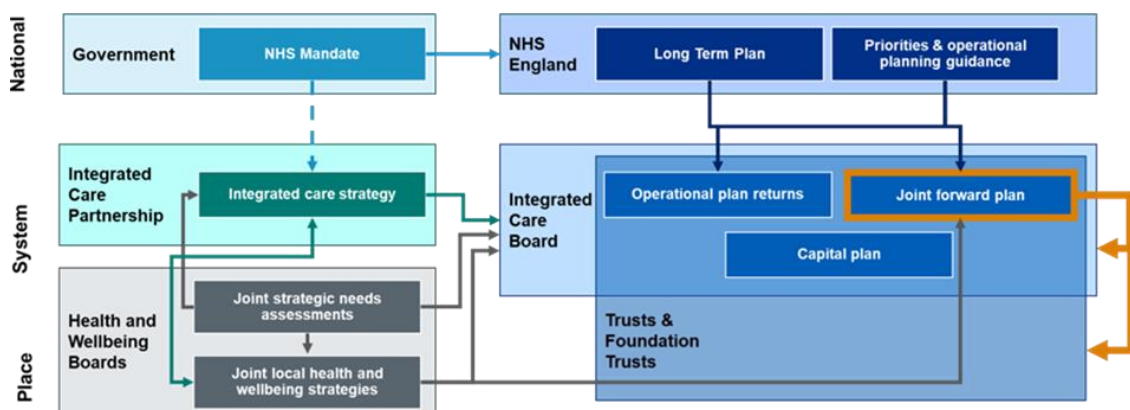 National
Government
NHS Mandate
NHS
England
Long Term Plan
Priorities & operational
planning guidance
System
Integrated
Care
Partnership
Integrated care strategy
Integrated
Care
Board
Operational plan returns
Joint forward plan
Capital plan
Place
Health and
Wellbeing
Boards
Joint strategic needs
assessments
Joint local health and
wellbeing strategies
Trusts &
Foundation
Trusts